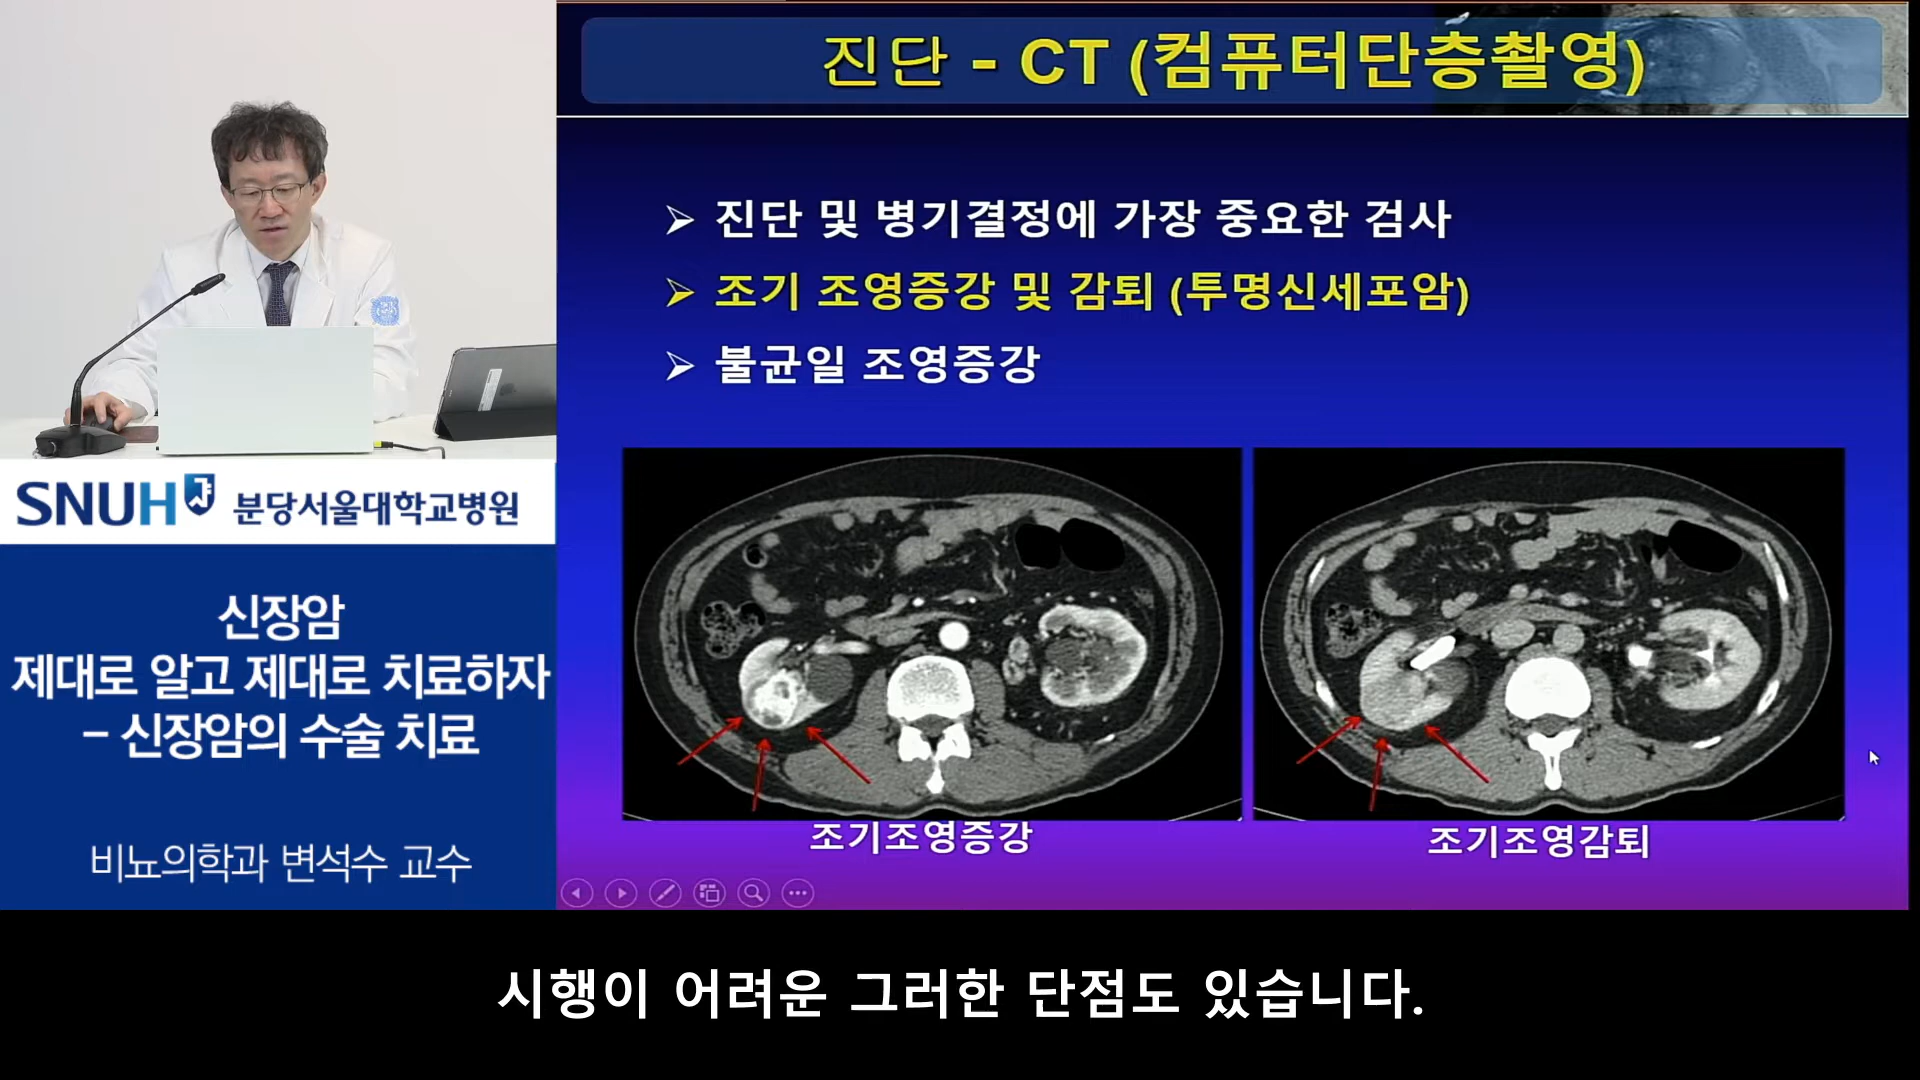 진단 - CT (컴퓨터단층촬영)
➢ 진단 및 병기결정에 가장 중요한 검사
➢ 조기 조영증강 및 감퇴 (투명신세포암)
➢ 불균일 조영증강
조기조영증강
조기조영감퇴
SNUH 분당서울대학교병원
신장암
제대로 알고 제대로 치료하자
– 신장암의 수술 치료
비뇨의학과 변석수 교수
시행이 어려운 그러한 단점도 있습니다.